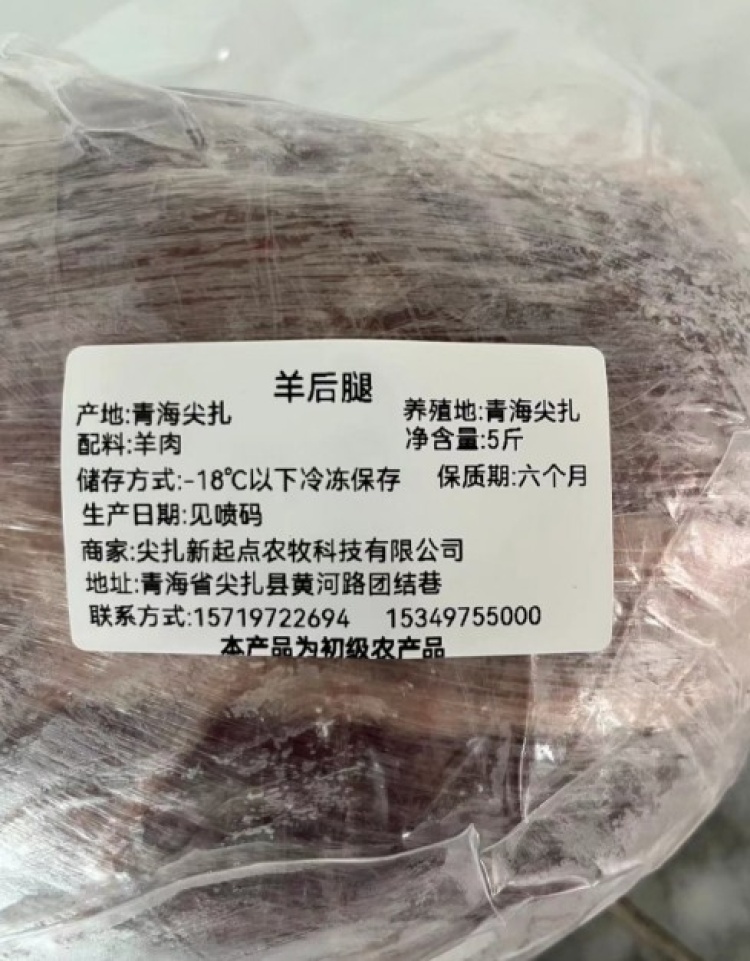 羊后腿
产地:青海尖扎 养殖地:青海尖扎
配料:羊肉 净含量:5斤
储存方式:-18℃以下冷冻保存 保质期:六个月
生产日期:见喷码
商家:尖扎新起点农牧科技有限公司
地址:青海省尖扎县黄河路团结巷
联系方式:15719722694 15349755000
本产品为初级农产品